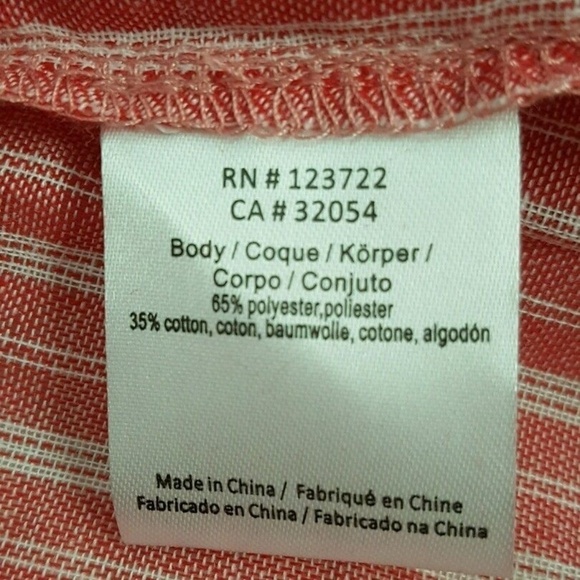 RN # 123722
CA # 32054
Body / Coque / Körper /
Corpo / Conjuto
65% polyester,poliester
35% cotton, coton, baumwolle, cotone, algodón
Made in China / Fabriqué en Chine
Fabricado en China / Fabricado na China